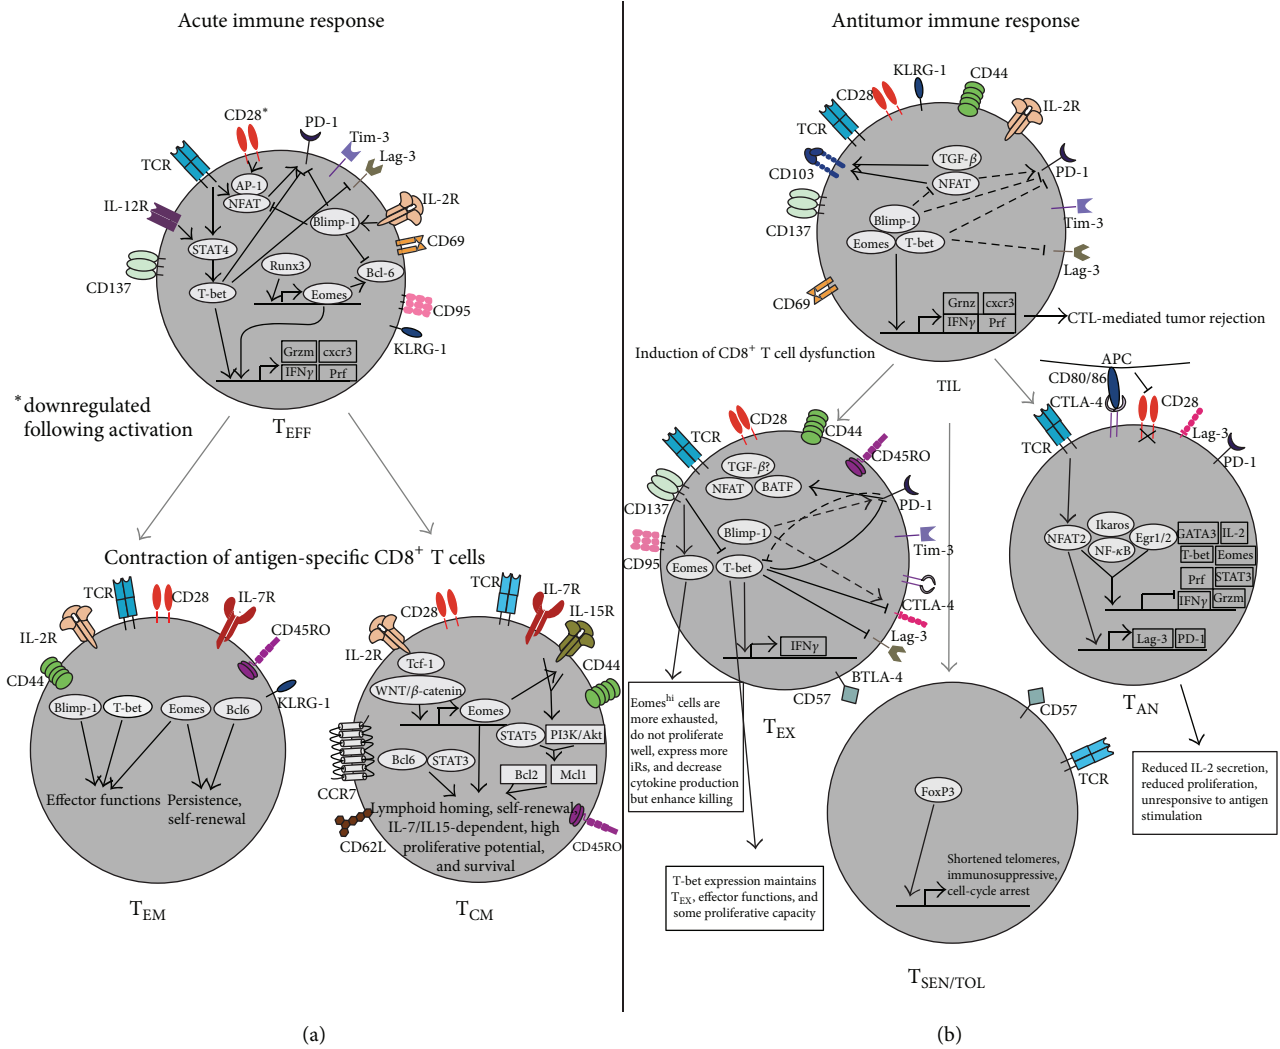 Acute immune response
CD28*
PD-1
Tim-3
TCR
Lag-3
AP-1
NFAT
IL-12R
IL-2R
Blimp-1
STAT4
CD69
Runx3
Bcl-6
CD137
T-bet
Eomes
CD95
KLRG-1
Grzm
cxcr3
IFNγ
Prf
*downregulated
following activation
TEFF
Contraction of antigen-specific CD8+ T cells
TCR
CD28
IL-7R
IL-2R
CD45RO
CD44
KLRG-1
Blimp-1
T-bet
Eomes
Bcl6
Effector functions
Persistence,
self-renewal
TEM
TCR
IL-7R
CD28
IL-15R
IL-2R
Tcf-1
CD44
WNT/β-catenin
Eomes
STAT5
PI3K/Akt
Bcl6
STAT3
Bcl2
Mcl1
CCR7
Lymphoid homing, self-renewal,
IL-7/IL15-dependent, high
proliferative potential,
and survival
CD62L
CD45RO
TCM
(a)
Antitumor immune response
KLRG-1
CD44
CD28
IL-2R
TCR
TGF-β
CD103
NFAT
PD-1
CD137
Blimp-1
Eomes
T-bet
Tim-3
Lag-3
CD69
Grnz
cxcr3
IFNγ
Prf
CTL-mediated tumor rejection
Induction of CD8+ T cell dysfunction
TIL
APC
CD80/86
CTLA-4
CD28
TCR
Lag-3
PD-1
NFAT2
Ikaros
NF-κB
Egr1/2
GATA3
IL-2
T-bet
Eomes
Prf
STAT3
IFNγ
Grzm
Lag-3
PD-1
TAN
Reduced IL-2 secretion,
reduced proliferation,
unresponsive to antigen
stimulation
CD28
CD44
TCR
CD45RO
TGF-β?
NFAT
BATF
CD137
PD-1
Blimp-1
Tim-3
CD95
Eomes
T-bet
CTLA-4
Lag-3
IFNγ
BTLA-4
CD57
TEX
Eomeshi cells are
more exhausted,
do not proliferate
well, express more
iRs, and decrease
cytokine production
but enhance killing
T-bet expression maintains
TEX, effector functions, and
some proliferative capacity
CD57
TCR
FoxP3
Shortened telomeres,
immunosuppressive,
cell-cycle arrest
TSEN/TOL
(b)